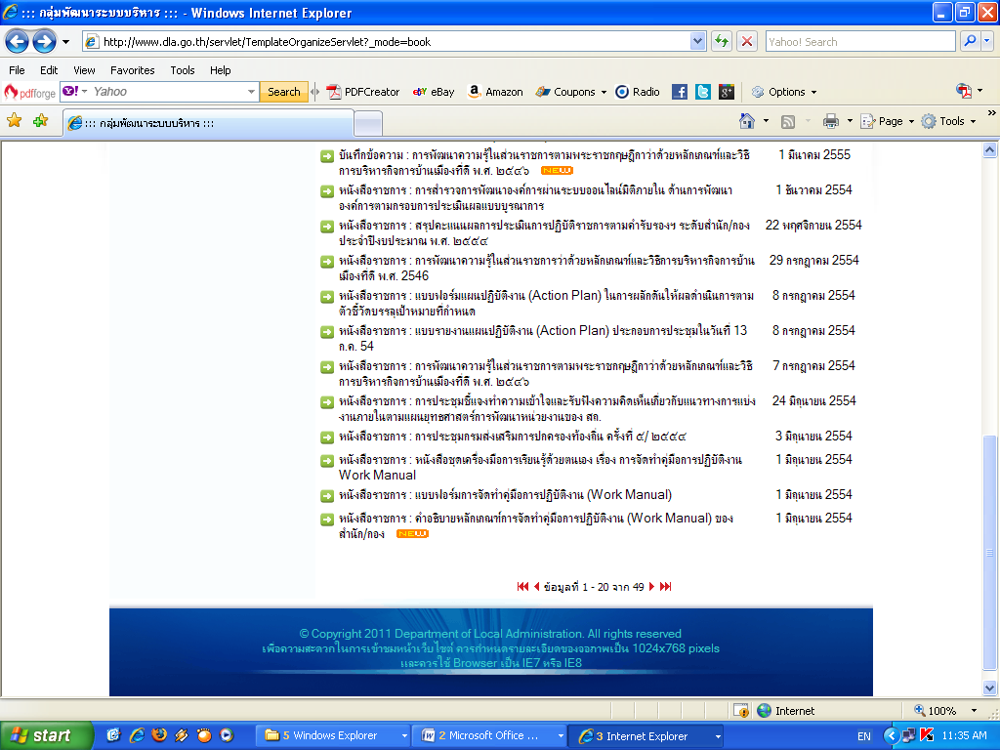 ::: กลุ่มพัฒนาระบบบริหาร ::: - Windows Internet Explorer
http://www.dla.go.th/servlet/TemplateOrganizeServlet?_mode=book
Yahoo! Search
File Edit View Favorites Tools Help
pdfforge Y! Yahoo Search PDFCreator eBay Amazon Coupons Radio Options
::: กลุ่มพัฒนาระบบบริหาร ::: Page Tools
บันทึกข้อความ : การพัฒนาความรู้ในส่วนราชการตามพระราชกฤษฎีกาว่าด้วยหลักเกณฑ์และวิธี 1 มีนาคม 2555
การบริหารกิจการบ้านเมืองที่ดี พ.ศ. ๒๕๔๖ NEW
หนังสือราชการ : การสำรวจการพัฒนาองค์การผ่านระบบออนไลน์มิติภายใน ด้านการพัฒนา 1 ธันวาคม 2554
องค์การตามกรอบการประเมินผลแบบบูรณาการ
หนังสือราชการ : สรุปคะแนนผลการประเมินการปฏิบัติราชการตามคำรับรองฯ ระดับสำนัก/กอง 22 พฤศจิกายน 2554
ประจำปีงบประมาณ พ.ศ. ๒๕๕๔
หนังสือราชการ : การพัฒนาความรู้ในส่วนราชการว่าด้วยหลักเกณฑ์และวิธีการบริหารกิจการบ้าน 29 กรกฎาคม 2554
เมืองที่ดี พ.ศ. 2546
หนังสือราชการ : แบบฟอร์มแผนปฏิบัติงาน (Action Plan) ในการผลักดันให้ผลดำเนินการตาม 8 กรกฎาคม 2554
ตัวชี้วัดบรรลุเป้าหมายที่กำหนด
หนังสือราชการ : แบบรายงานแผนปฏิบัติงาน (Action Plan) ประกอบการประชุมในวันที่ 13 8 กรกฎาคม 2554
ก.ค. 54
หนังสือราชการ : การพัฒนาความรู้ในส่วนราชการตามพระราชกฤษฎีกาว่าด้วยหลักเกณฑ์และวิธี 7 กรกฎาคม 2554
การบริหารกิจการบ้านเมืองที่ดี พ.ศ. ๒๕๔๖
หนังสือราชการ : การประชุมชี้แจงทำความเข้าใจและรับฟังความคิดเห็นเกี่ยวกับแนวทางการแบ่ง 24 มิถุนายน 2554
งานภายในตามแผนยุทธศาสตร์การพัฒนาหน่วยงานของ สถ.
หนังสือราชการ : การประชุมกรมส่งเสริมการปกครองท้องถิ่น ครั้งที่ ๕/๒๕๕๔ 3 มิถุนายน 2554
หนังสือราชการ : หนังสือชุดเครื่องมือการเรียนรู้ด้วยตนเอง เรื่อง การจัดทำคู่มือการปฏิบัติงาน 1 มิถุนายน 2554
Work Manual
หนังสือราชการ : แบบฟอร์มการจัดทำคู่มือการปฏิบัติงาน (Work Manual) 1 มิถุนายน 2554
หนังสือราชการ : คำอธิบายหลักเกณฑ์การจัดทำคู่มือการปฏิบัติงาน (Work Manual) ของ 1 มิถุนายน 2554
สำนัก/กอง NEW
ข้อมูลที่ 1 - 20 จาก 49
© Copyright 2011 Department of Local Administration. All rights reserved
เพื่อความสะดวกในการเข้าชมหน้าเว็บไซต์ ควรกำหนดรายละเอียดของจอภาพเป็น 1024x768 pixels
และควรใช้ Browser เป็น IE7 หรือ IE8
Internet 100%
start 5 Windows Explorer 2 Microsoft Office ... 3 Internet Explorer EN 11:35 AM